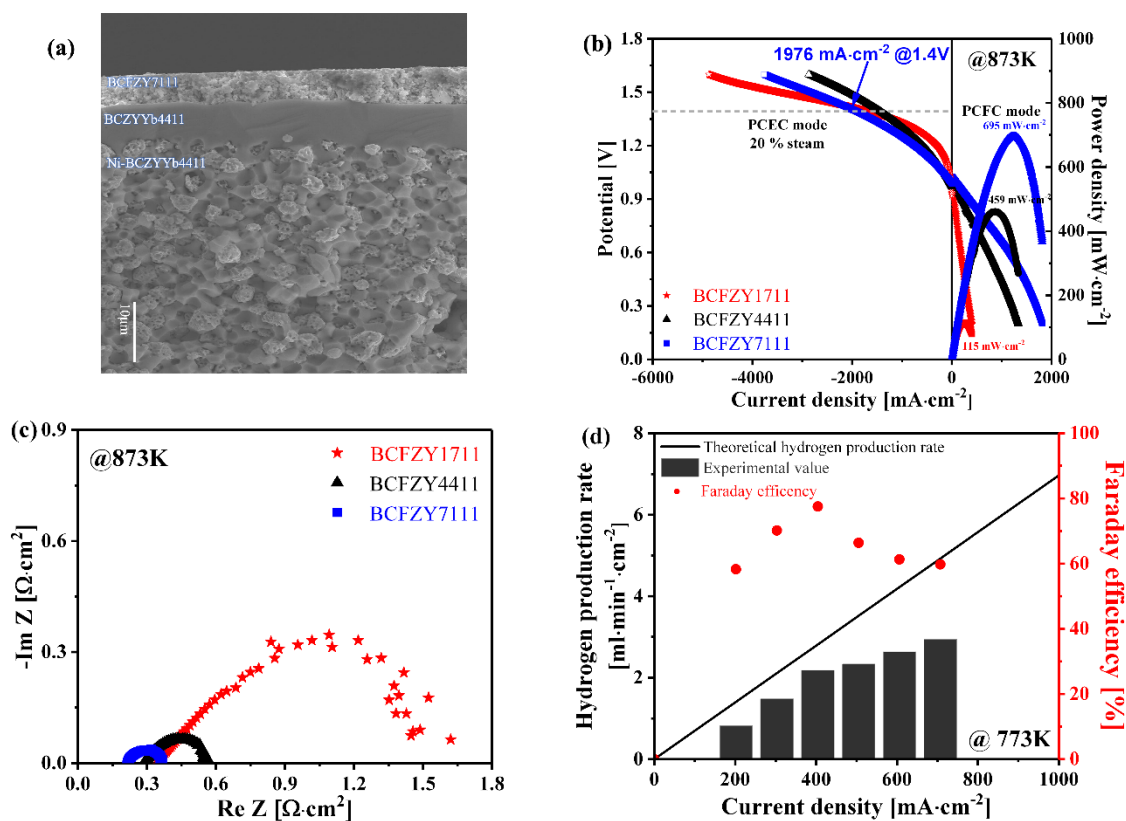 (a)
BCFZY7111
BCZYYb4411
Ni-BCZYYb4411
10μm
(b)
1976 mA·cm-2 @1.4V
@873K
PCEC mode
20 % steam
PCFC mode
695 mW·cm-2
459 mW·cm-2
115 mW·cm-2
BCFZY1711
BCFZY4411
BCFZY7111
1.8
1.5
1.2
0.9
0.6
0.3
0.0
Potential [V]
1000
800
600
400
200
0
Power density [mW·cm-2]
-6000 -4000 -2000 0 2000
Current density [mA·cm-2]
(c)
@873K
BCFZY1711
BCFZY4411
BCFZY7111
0.9
0.6
0.3
0.0
-Im Z [Ω·cm2]
0.3 0.6 0.9 1.2 1.5
Re Z [Ω·cm2]
(d)
Theoretical hydrogen production rate
Experimental value
Faraday efficency
8
6
4
2
0
Hydrogen production rate
[ml·min-1·cm-2]
100
80
60
40
20
0
Faraday efficiency [%]
@ 773K
0 200 400 600 800 1000
Current density [mA·cm-2]